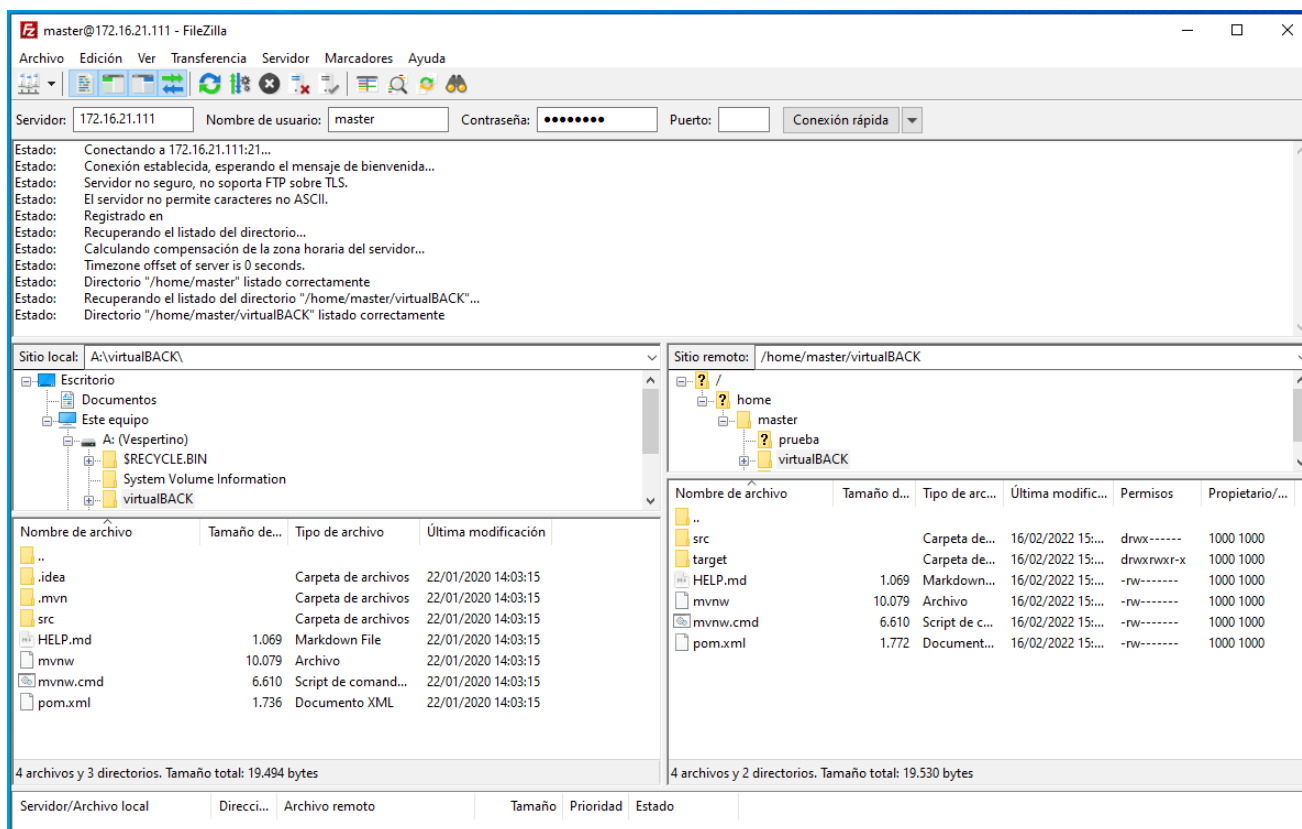 master@172.16.21.111 - FileZilla
Archivo Edición Ver Transferencia Servidor Marcadores Ayuda
Servidor: 172.16.21.111 Nombre de usuario: master Contraseña: ●●●●●●●● Puerto: Conexión rápida
Estado: Conectando a 172.16.21.111:21...
Estado: Conexión establecida, esperando el mensaje de bienvenida...
Estado: Servidor no seguro, no soporta FTP sobre TLS.
Estado: El servidor no permite caracteres no ASCII.
Estado: Registrado en
Estado: Recuperando el listado del directorio...
Estado: Calculando compensación de la zona horaria del servidor...
Estado: Timezone offset of server is 0 seconds.
Estado: Directorio "/home/master" listado correctamente
Estado: Recuperando el listado del directorio "/home/master/virtualBACK"...
Estado: Directorio "/home/master/virtualBACK" listado correctamente
Sitio local: A:\virtualBACK\
Escritorio
Documentos
Este equipo
A: (Vespertino)
$RECYCLE.BIN
System Volume Information
virtualBACK
Nombre de archivo Tamaño de... Tipo de archivo Última modificación
..
.idea Carpeta de archivos 22/01/2020 14:03:15
.mvn Carpeta de archivos 22/01/2020 14:03:15
src Carpeta de archivos 22/01/2020 14:03:15
HELP.md 1.069 Markdown File 22/01/2020 14:03:15
mvnw 10.079 Archivo 22/01/2020 14:03:15
mvnw.cmd 6.610 Script de comand... 22/01/2020 14:03:15
pom.xml 1.736 Documento XML 22/01/2020 14:03:15
4 archivos y 3 directorios. Tamaño total: 19.494 bytes
Sitio remoto: /home/master/virtualBACK
/
home
master
prueba
virtualBACK
Nombre de archivo Tamaño d... Tipo de arc... Última modific... Permisos Propietario/...
..
src Carpeta de... 16/02/2022 15:... drwx------ 1000 1000
target Carpeta de... 16/02/2022 15:... drwxrwxr-x 1000 1000
HELP.md 1.069 Markdown... 16/02/2022 15:... -rw------- 1000 1000
mvnw 10.079 Archivo 16/02/2022 15:... -rw------- 1000 1000
mvnw.cmd 6.610 Script de c... 16/02/2022 15:... -rw------- 1000 1000
pom.xml 1.772 Document... 16/02/2022 15:... -rw------- 1000 1000
4 archivos y 2 directorios. Tamaño total: 19.530 bytes
Servidor/Archivo local Direcci... Archivo remoto Tamaño Prioridad Estado